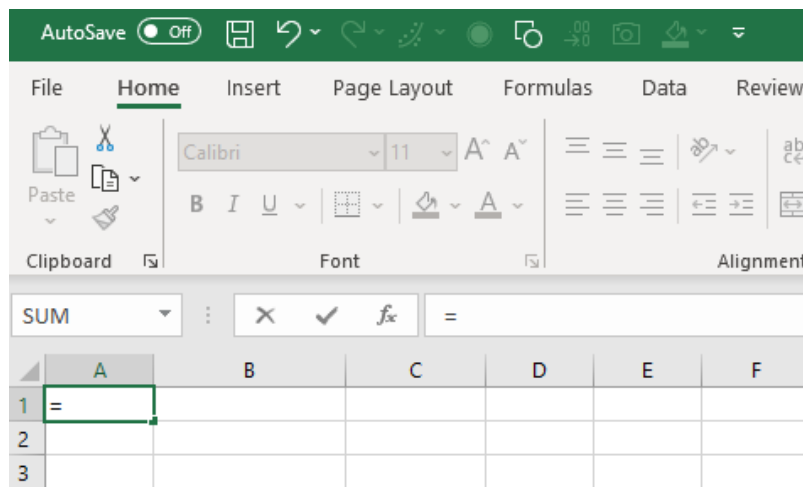 AutoSave Off
File Home Insert Page Layout Formulas Data Review
Calibri 11 A A
Paste B I U A
Clipboard Font Alignment
SUM fx =
A B C D E F
1 =
2
3